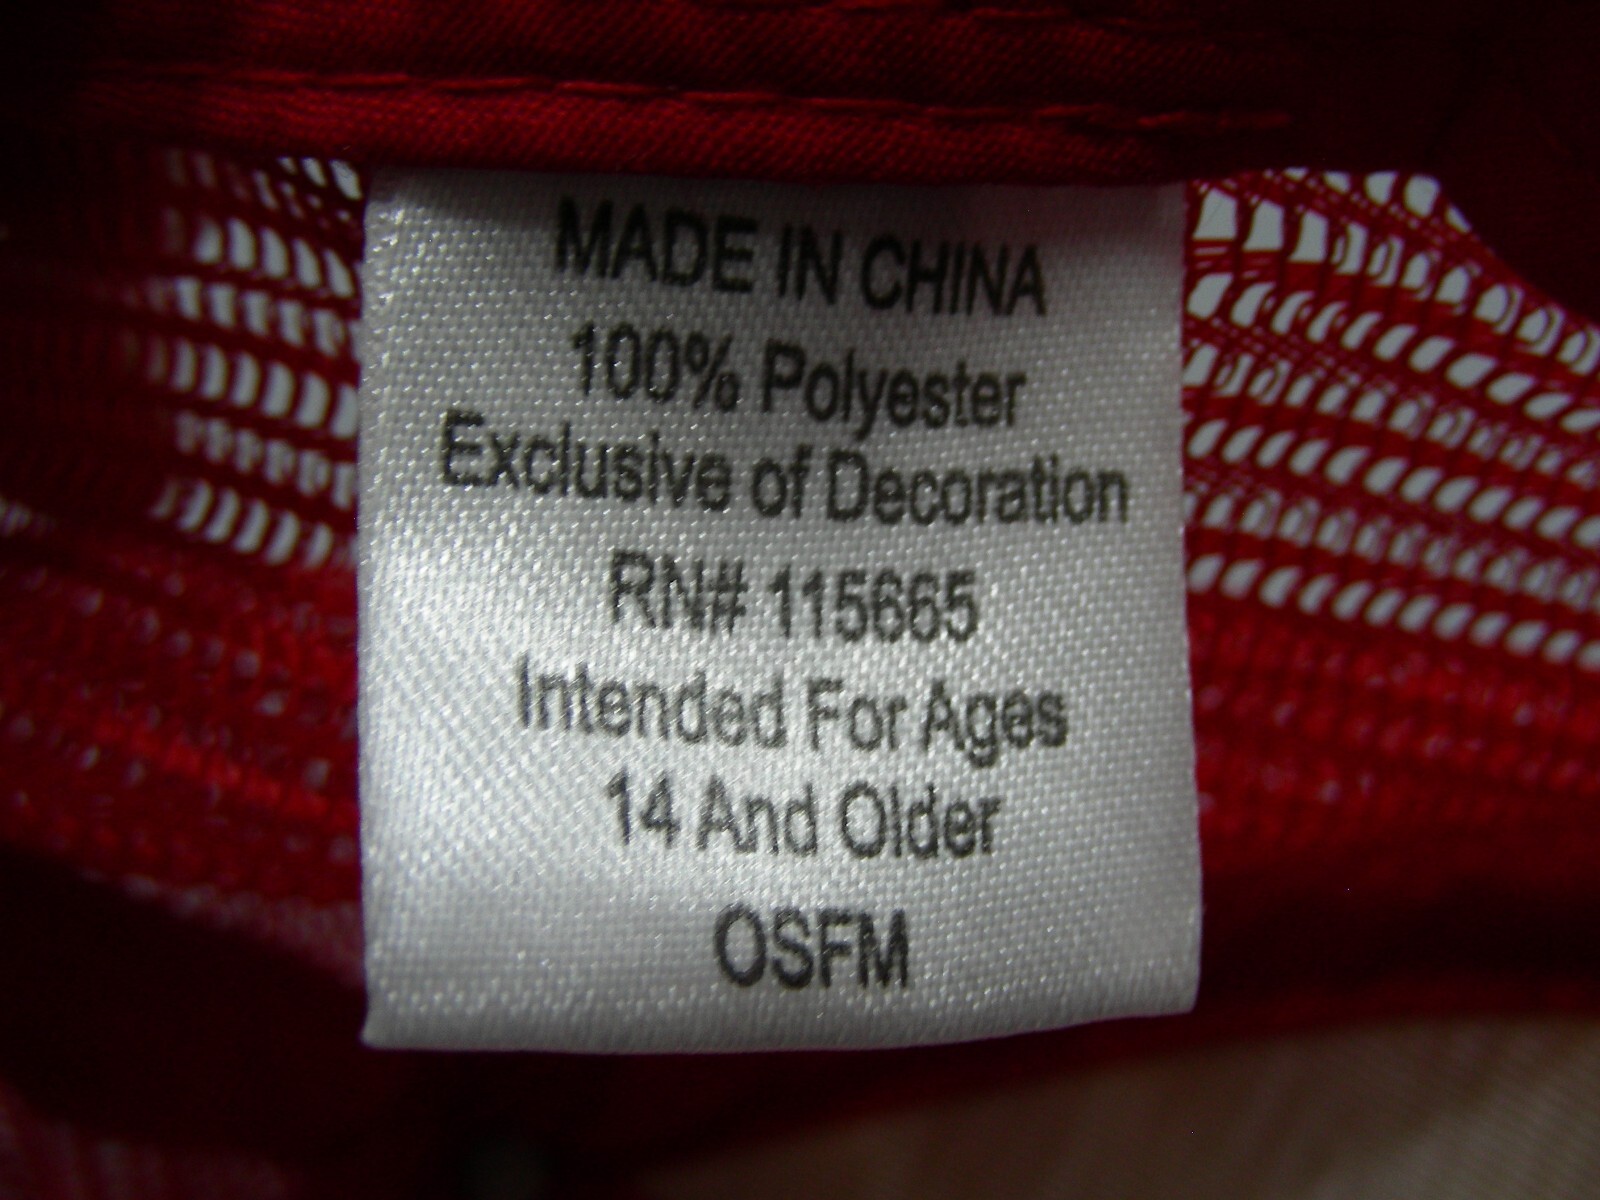 MADE IN CHINA
100% Polyester
Exclusive of Decoration
RN# 115665
Intended For Ages
14 And Older
OSFM